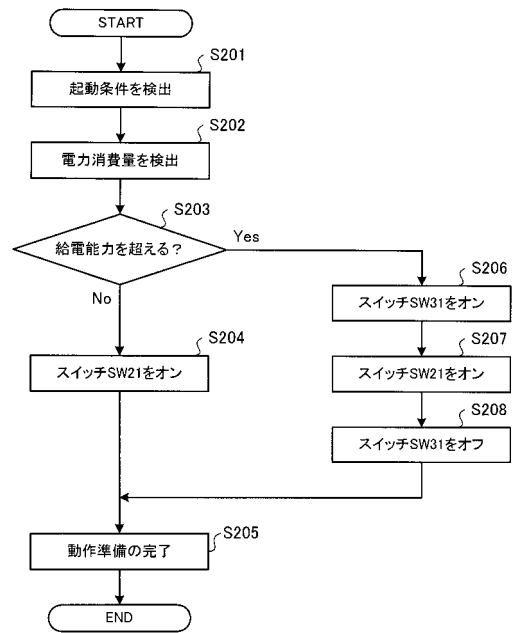 START
S201
起動条件を検出
S202
電力消費量を検出
S203
給電能力を超える?
Yes
No
S204
スイッチSW21をオン
S206
スイッチSW31をオン
S207
スイッチSW21をオン
S208
スイッチSW31をオフ
S205
動作準備の完了
END